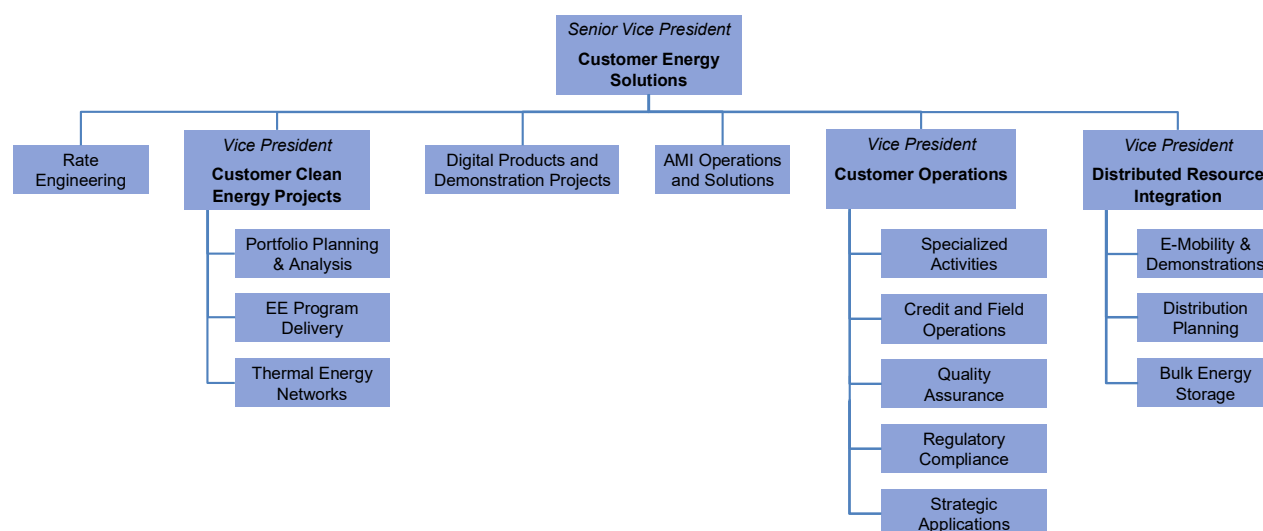 Senior Vice President
Customer Energy
Solutions
Rate
Engineering
Vice President
Customer Clean
Energy Projects
Digital Products and
Demonstration Projects
AMI Operations
and Solutions
Vice President
Customer Operations
Vice President
Distributed Resource
Integration
Portfolio Planning
& Analysis
EE Program
Delivery
Thermal Energy
Networks
Specialized
Activities
Credit and Field
Operations
Quality
Assurance
Regulatory
Compliance
Strategic
Applications
E-Mobility &
Demonstrations
Distribution
Planning
Bulk Energy
Storage